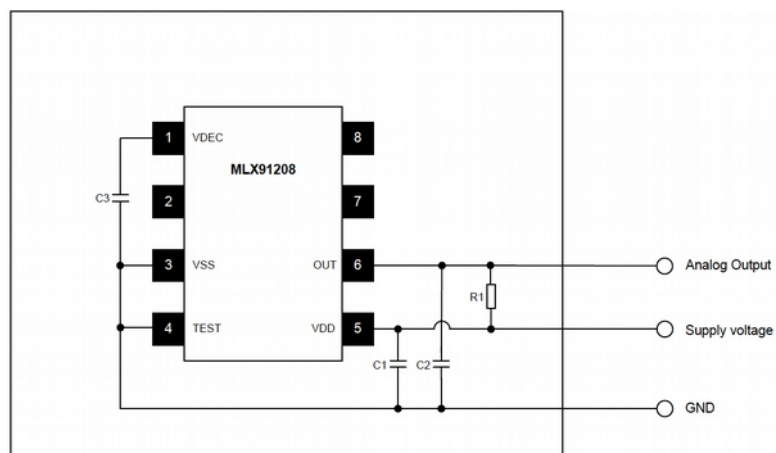 1 VDEC 8
MLX91208
C3
2 7
3 VSS OUT 6 Analog Output
R1
4 TEST VDD 5 Supply voltage
C1 C2
GND